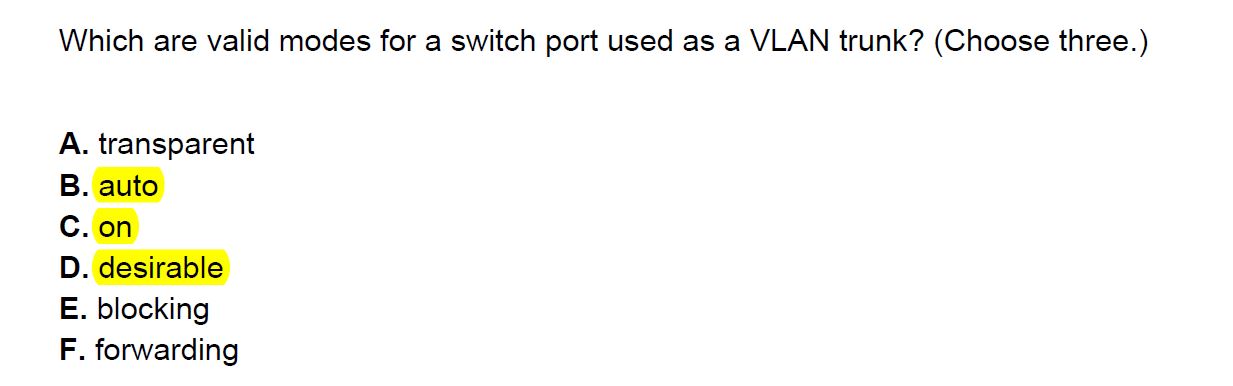 Which are valid modes for a switch port used as a VLAN trunk? (Choose three.)
A. transparent
B. auto
C. on
D. desirable
E. blocking
F. forwarding